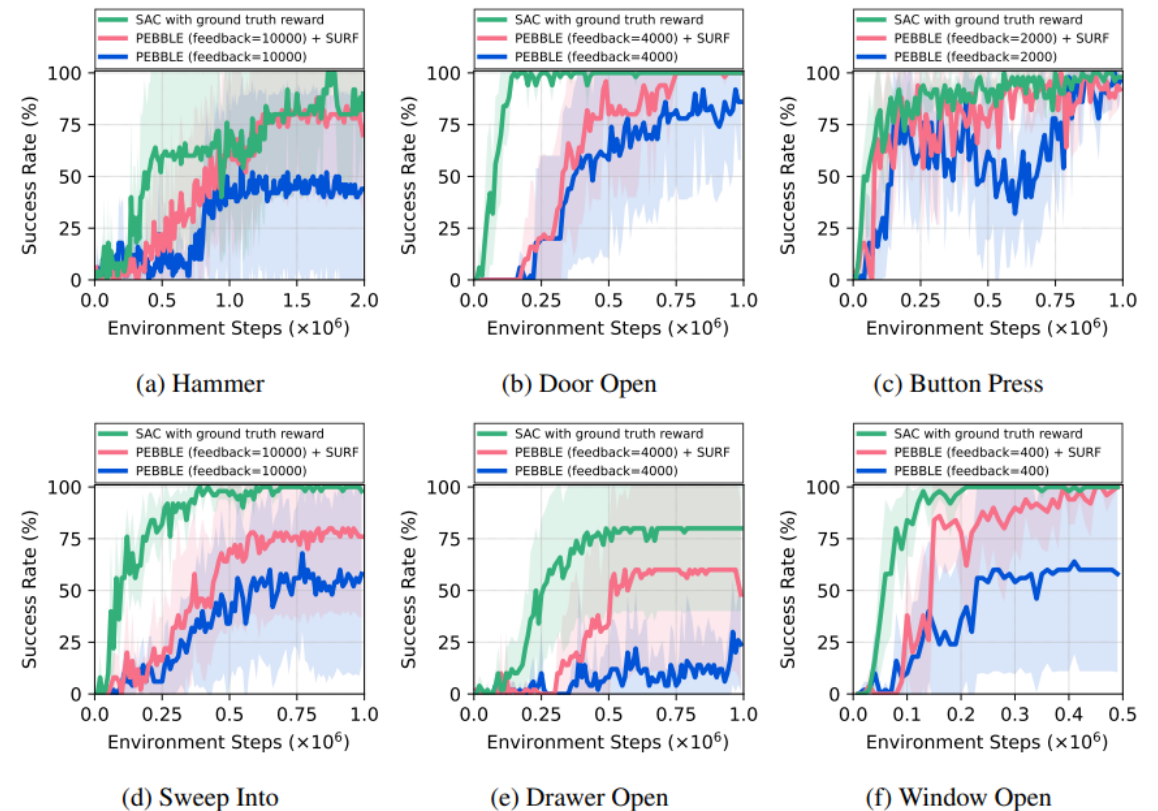 SAC with ground truth reward
PEBBLE (feedback=10000) + SURF
PEBBLE (feedback=10000)
100
75
50
25
0
Success Rate (%)
0.0 0.5 1.0 1.5 2.0
Environment Steps (×10⁶)
(a) Hammer
SAC with ground truth reward
PEBBLE (feedback=4000) + SURF
PEBBLE (feedback=4000)
100
75
50
25
0
Success Rate (%)
0.0 0.25 0.5 0.75 1.0
Environment Steps (×10⁶)
(b) Door Open
SAC with ground truth reward
PEBBLE (feedback=2000) + SURF
PEBBLE (feedback=2000)
100
75
50
25
0
Success Rate (%)
0.0 0.25 0.5 0.75 1.0
Environment Steps (×10⁶)
(c) Button Press
SAC with ground truth reward
PEBBLE (feedback=10000) + SURF
PEBBLE (feedback=10000)
100
75
50
25
0
Success Rate (%)
0.0 0.25 0.5 0.75 1.0
Environment Steps (×10⁶)
(d) Sweep Into
SAC with ground truth reward
PEBBLE (feedback=4000) + SURF
PEBBLE (feedback=4000)
100
75
50
25
0
Success Rate (%)
0.0 0.25 0.5 0.75 1.0
Environment Steps (×10⁶)
(e) Drawer Open
SAC with ground truth reward
PEBBLE (feedback=400) + SURF
PEBBLE (feedback=400)
100
75
50
25
0
Success Rate (%)
0.0 0.1 0.2 0.3 0.4 0.5
Environment Steps (×10⁶)
(f) Window Open